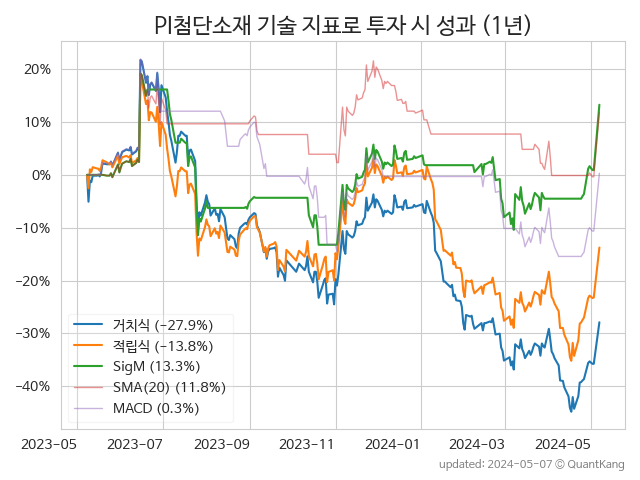 PI첨단소재 기술 지표로 투자 시 성과 (1년)
20%
10%
0%
−10%
−20%
−30%
−40%
거치식 (−27.9%)
적립식 (−13.8%)
SigM (13.3%)
SMA(20) (11.8%)
MACD (0.3%)
2023-05 2023-07 2023-09 2023-11 2024-01 2024-03 2024-05
updated: 2024-05-07 © QuantKang